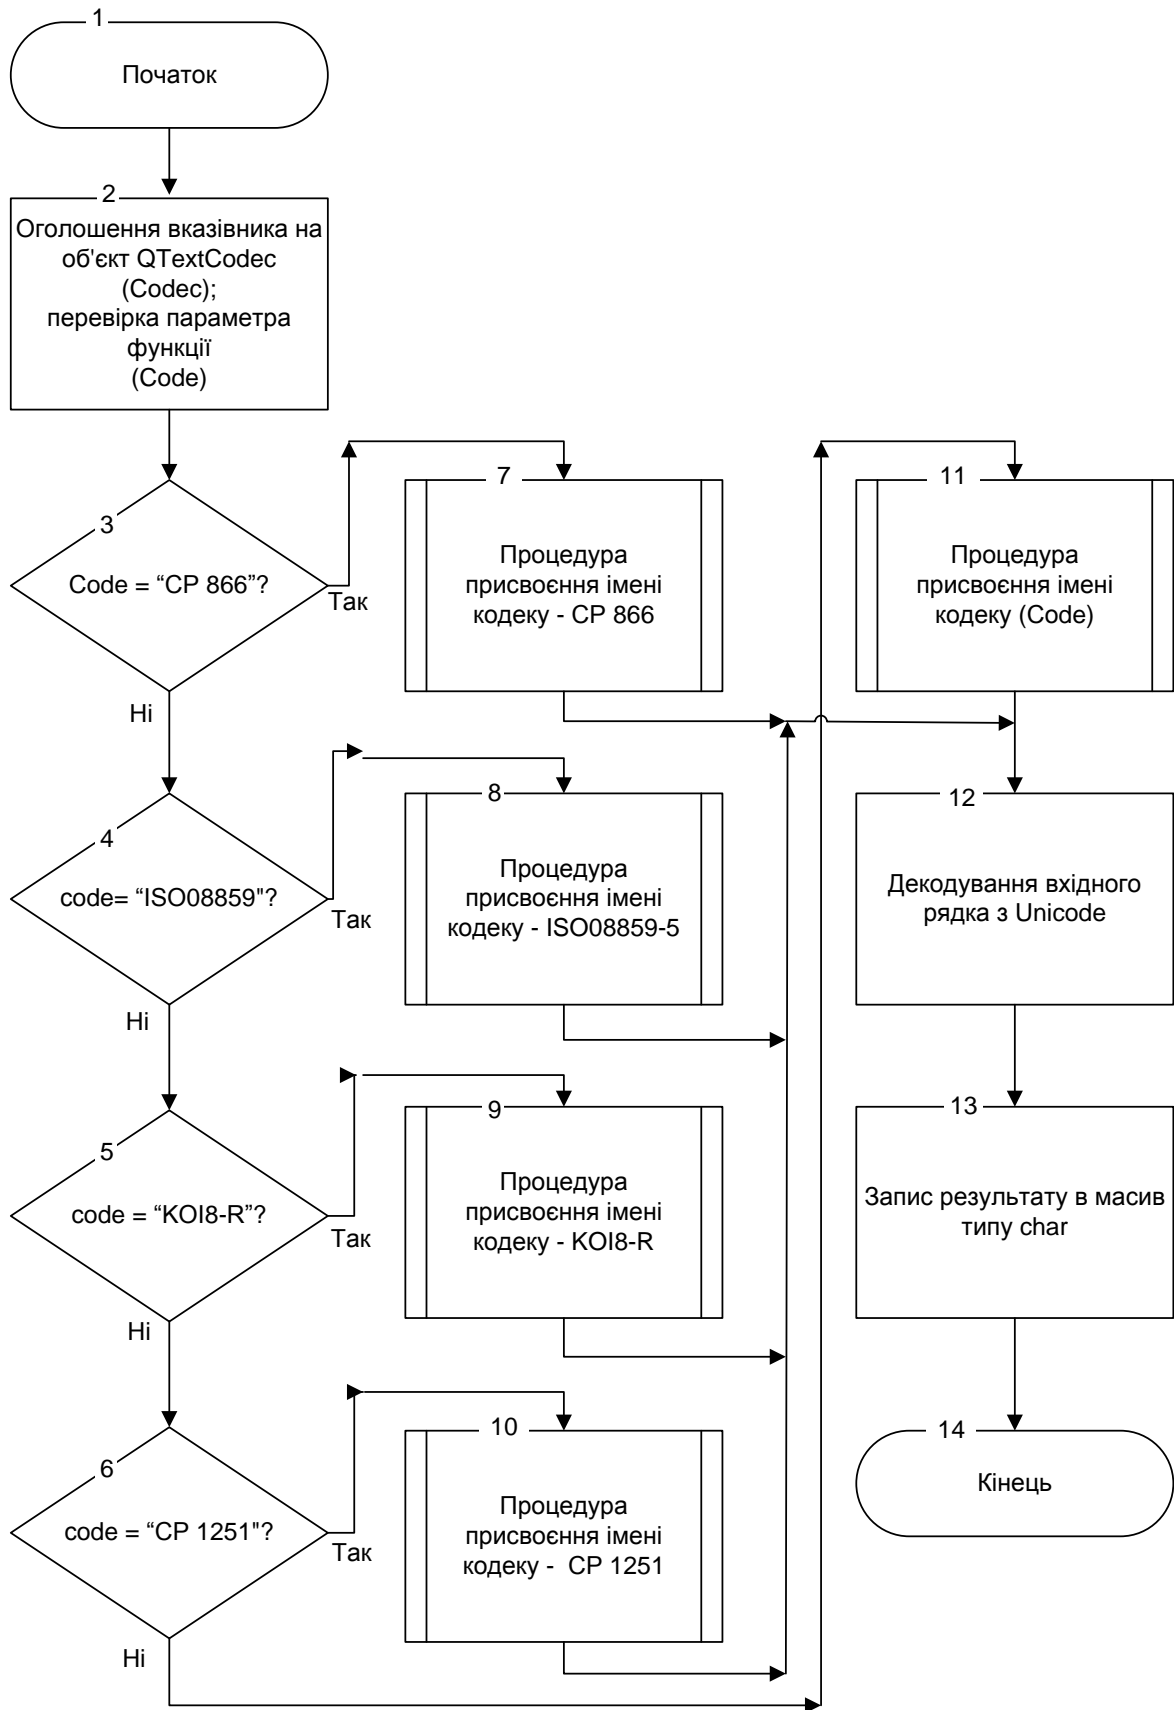 1
Початок
2
Оголошення вказівника на
об'єкт QTextCodec
(Codec);
перевірка параметра
функції
(Code)
3
Code = “CP 866”?
Так
Ні
7
Процедура
присвоєння імені
кодеку - CP 866
11
Процедура
присвоєння імені
кодеку (Code)
4
code= “ISO08859"?
Так
Ні
8
Процедура
присвоєння імені
кодеку - ISO08859-5
12
Декодування вхідного
рядка з Unicode
5
code = “KOI8-R”?
Так
Ні
9
Процедура
присвоєння імені
кодеку - KOI8-R
13
Запис результату в масив
типу char
6
code = “CP 1251"?
Так
Ні
10
Процедура
присвоєння імені
кодеку -  CP 1251
14
Кінець